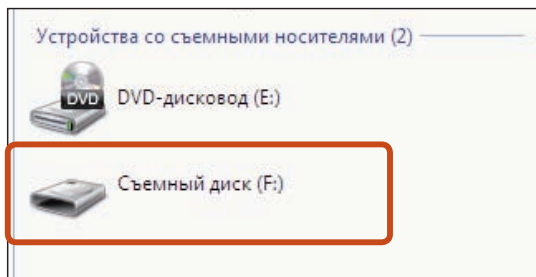 Устройства со съемными носителями (2)
DVD
DVD-дисковод (E:)
Съемный диск (F:)